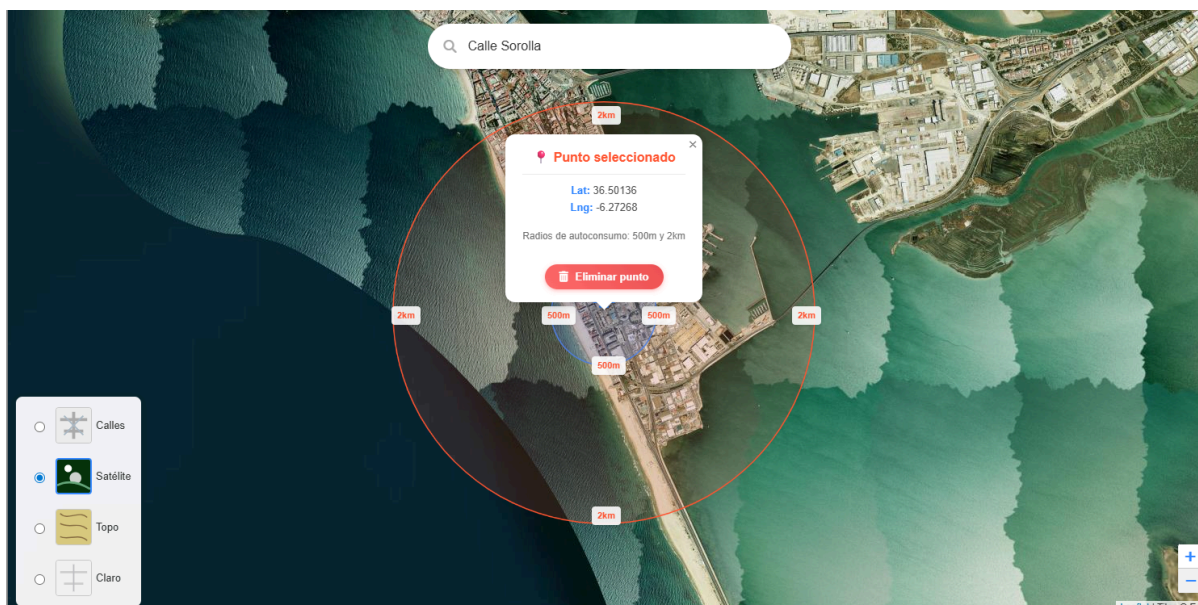 Calle Sorolla
2km
×
Punto seleccionado
Lat: 36.50136
Lng: -6.27268
Radios de autoconsumo: 500m y 2km
Eliminar punto
2km
500m
500m
2km
500m
2km
Calles
Satélite
Topo
Claro
+
−